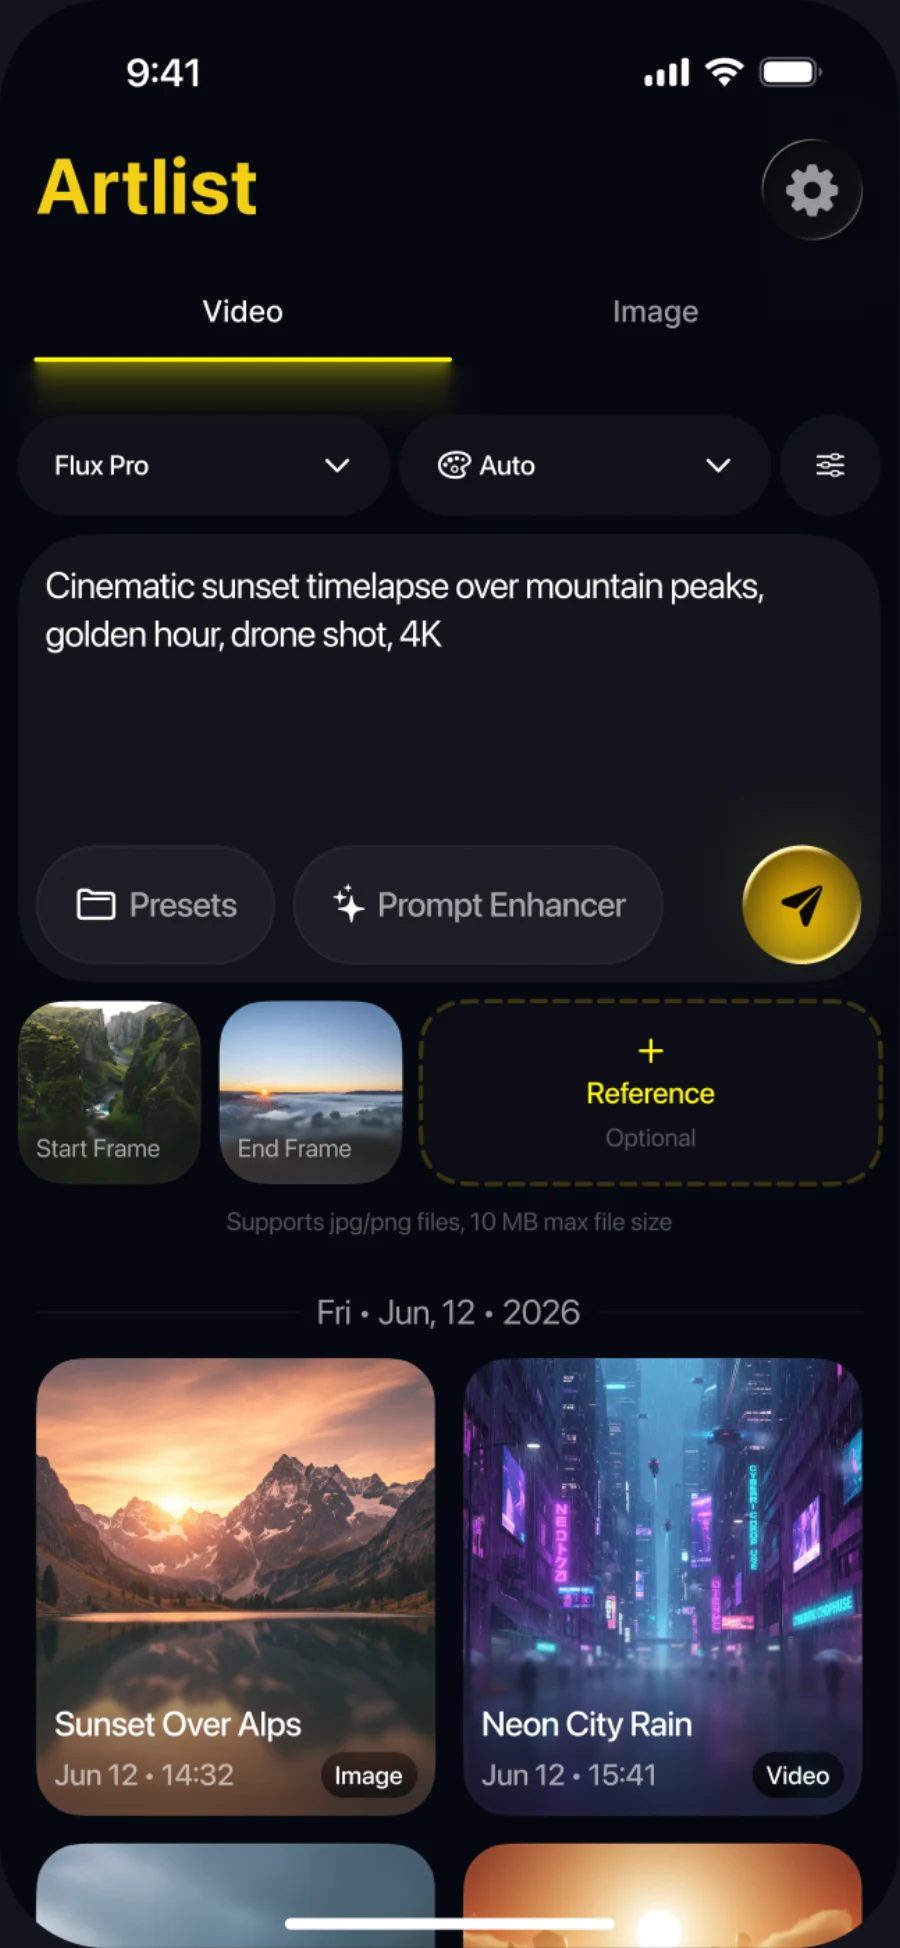 9:41
Artlist
Video
Image
Flux Pro
Auto
Cinematic sunset timelapse over mountain peaks,
golden hour, drone shot, 4K
Presets
Prompt Enhancer
Start Frame
End Frame
Reference
Optional
Supports jpg/png files, 10 MB max file size
Fri • Jun, 12 • 2026
Sunset Over Alps
Jun 12 • 14:32
Image
Neon City Rain
Jun 12 • 15:41
Video